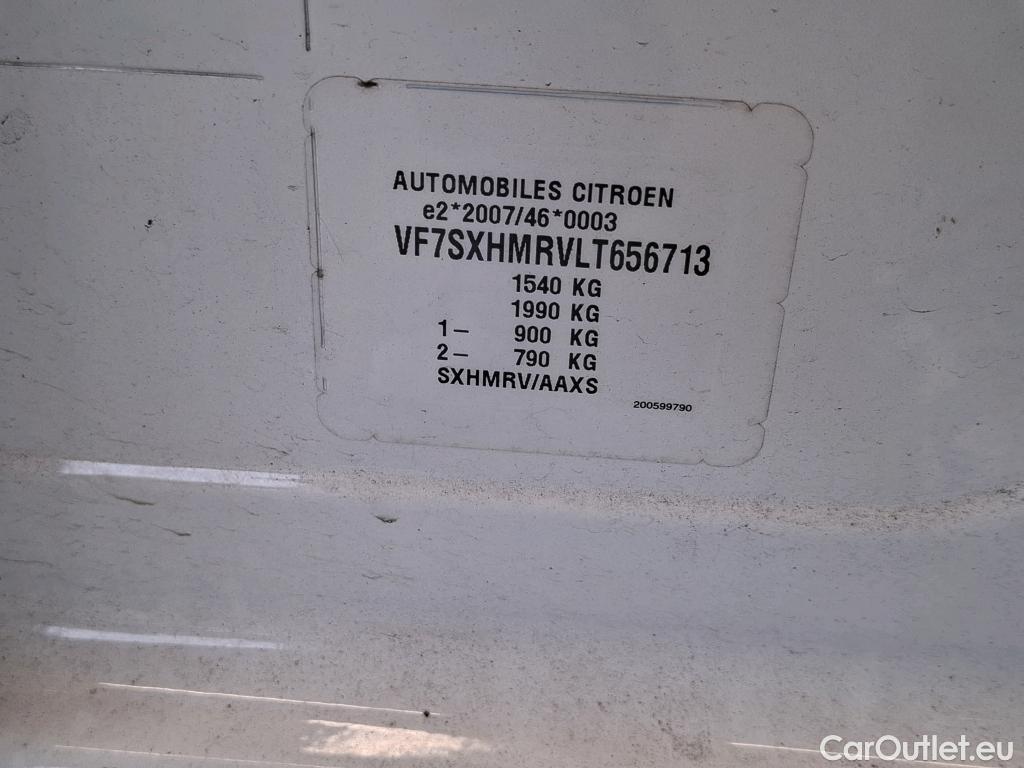 AUTOMOBILES CITROEN
e2*2007/46*0003
VF7SXHMRVLT656713
1540 KG
1990 KG
1– 900 KG
2– 790 KG
SXHMRV/AAXS
200599790
CarOutlet.eu